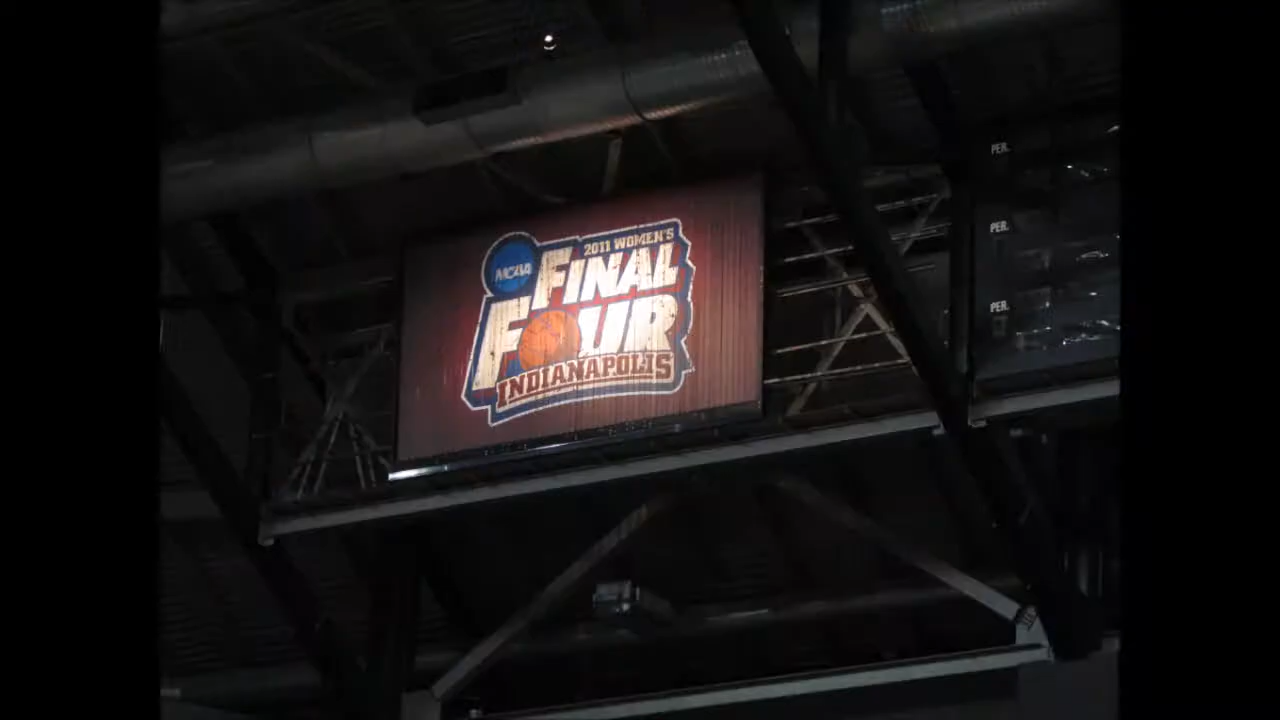 NCAA
2011 WOMEN'S
FINAL
FOUR
INDIANAPOLIS
PER.
PER.
PER.